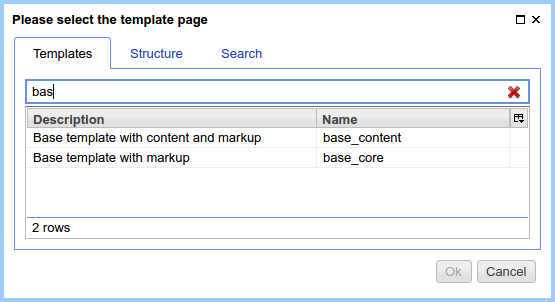 Please select the template page
Templates Structure Search
bas
Description Name
Base template with content and markup base_content
Base template with markup base_core
2 rows
Ok Cancel